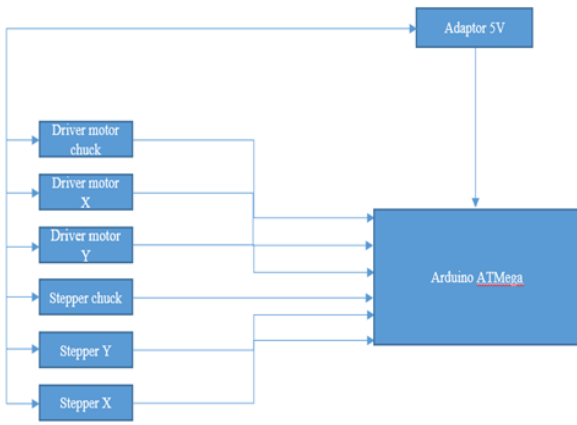 Adaptor 5V
Driver motor
chuck
Driver motor
X
Driver motor
Y
Stepper chuck
Stepper Y
Stepper X
Arduino ATMega